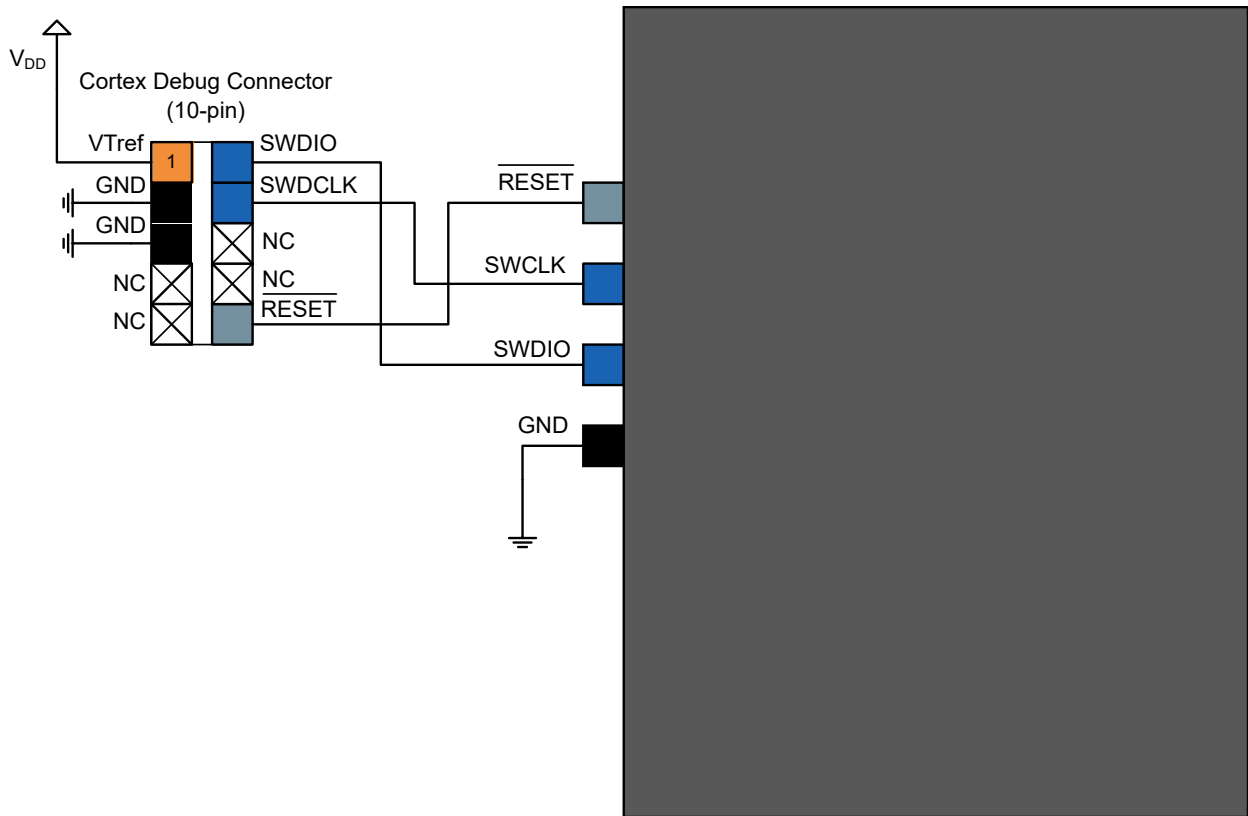 V_DD
Cortex Debug Connector
(10-pin)
VTref
1
SWDIO
GND
SWDCLK
GND
NC
NC
NC
NC
RESET
RESET
SWCLK
SWDIO
GND